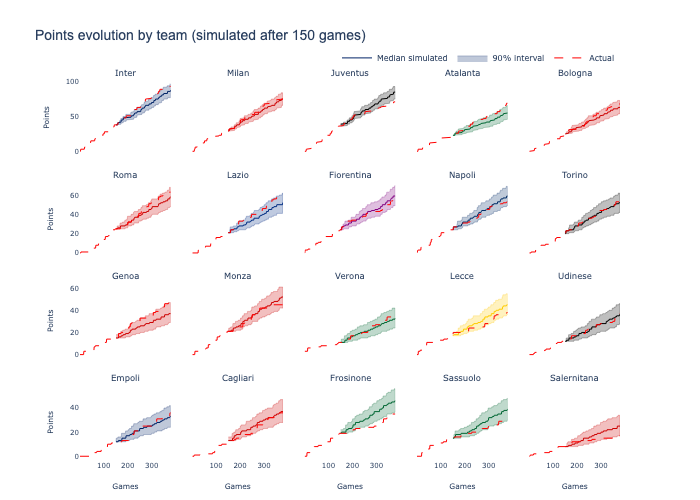 Points evolution by team (simulated after 150 games)
Median simulated 90% interval Actual
Inter Milan Juventus Atalanta Bologna
100
50
0
Points
Roma Lazio Fiorentina Napoli Torino
60
40
20
0
Points
Genoa Monza Verona Lecce Udinese
60
40
20
0
Points
Empoli Cagliari Frosinone Sassuolo Salernitana
40
20
0
Points
100 200 300 100 200 300 100 200 300 100 200 300 100 200 300
Games Games Games Games Games